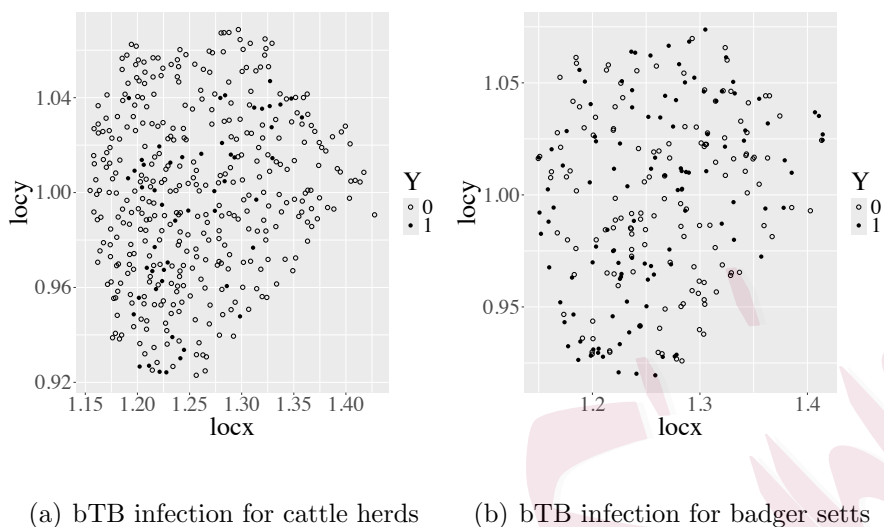 1.04
1.00
0.96
0.92
locy
1.15 1.20 1.25 1.30 1.35 1.40
locx
Y
0
1
1.05
1.00
0.95
locy
1.2 1.3 1.4
locx
Y
0
1
(a) bTB infection for cattle herds
(b) bTB infection for badger setts